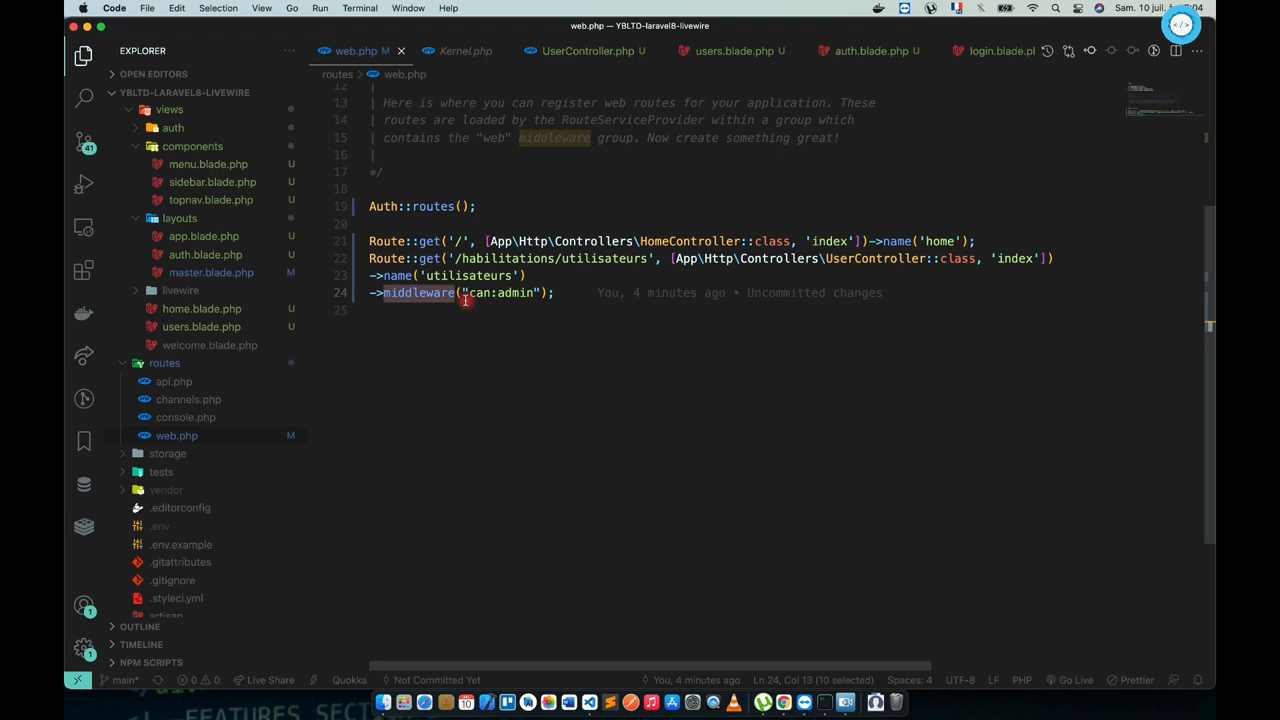 Code File Edit Selection View Go Run Terminal Window Help Sam. 10 juil.
web.php — YBLTD-laravel8-livewire
EXPLORER
web.php M Kernel.php UserController.php U users.blade.php U auth.blade.php U login.blade.pl
OPEN EDITORS
routes > web.php
YBLTD-LARAVEL8-LIVEWIRE
views
auth
components
menu.blade.php U
sidebar.blade.php U
topnav.blade.php U
layouts
app.blade.php U
auth.blade.php U
master.blade.php M
livewire
home.blade.php U
users.blade.php U
welcome.blade.php
routes
api.php
channels.php
console.php
web.php M
storage
tests
vendor
.editorconfig
.env
.env.example
.gitattributes
.gitignore
.styleci.yml
artisan
OUTLINE
TIMELINE
NPM SCRIPTS
41
1
1
12 |
13 | Here is where you can register web routes for your application. These
14 | routes are loaded by the RouteServiceProvider within a group which
15 | contains the "web" middleware group. Now create something great!
16 |
17 */
18
19 Auth::routes();
20
21 Route::get('/', [App\Http\Controllers\HomeController::class, 'index'])->name('home');
22 Route::get('/habilitations/utilisateurs', [App\Http\Controllers\UserController::class, 'index'])
23 ->name('utilisateurs')
24 ->middleware("can:admin"); You, 4 minutes ago • Uncommitted changes
25
main* 0 0 Live Share Quokka Not Committed Yet You, 4 minutes ago Ln 24, Col 13 (10 selected) Spaces: 4 UTF-8 LF PHP Go Live Prettier
<!-- FEATURES SECTION